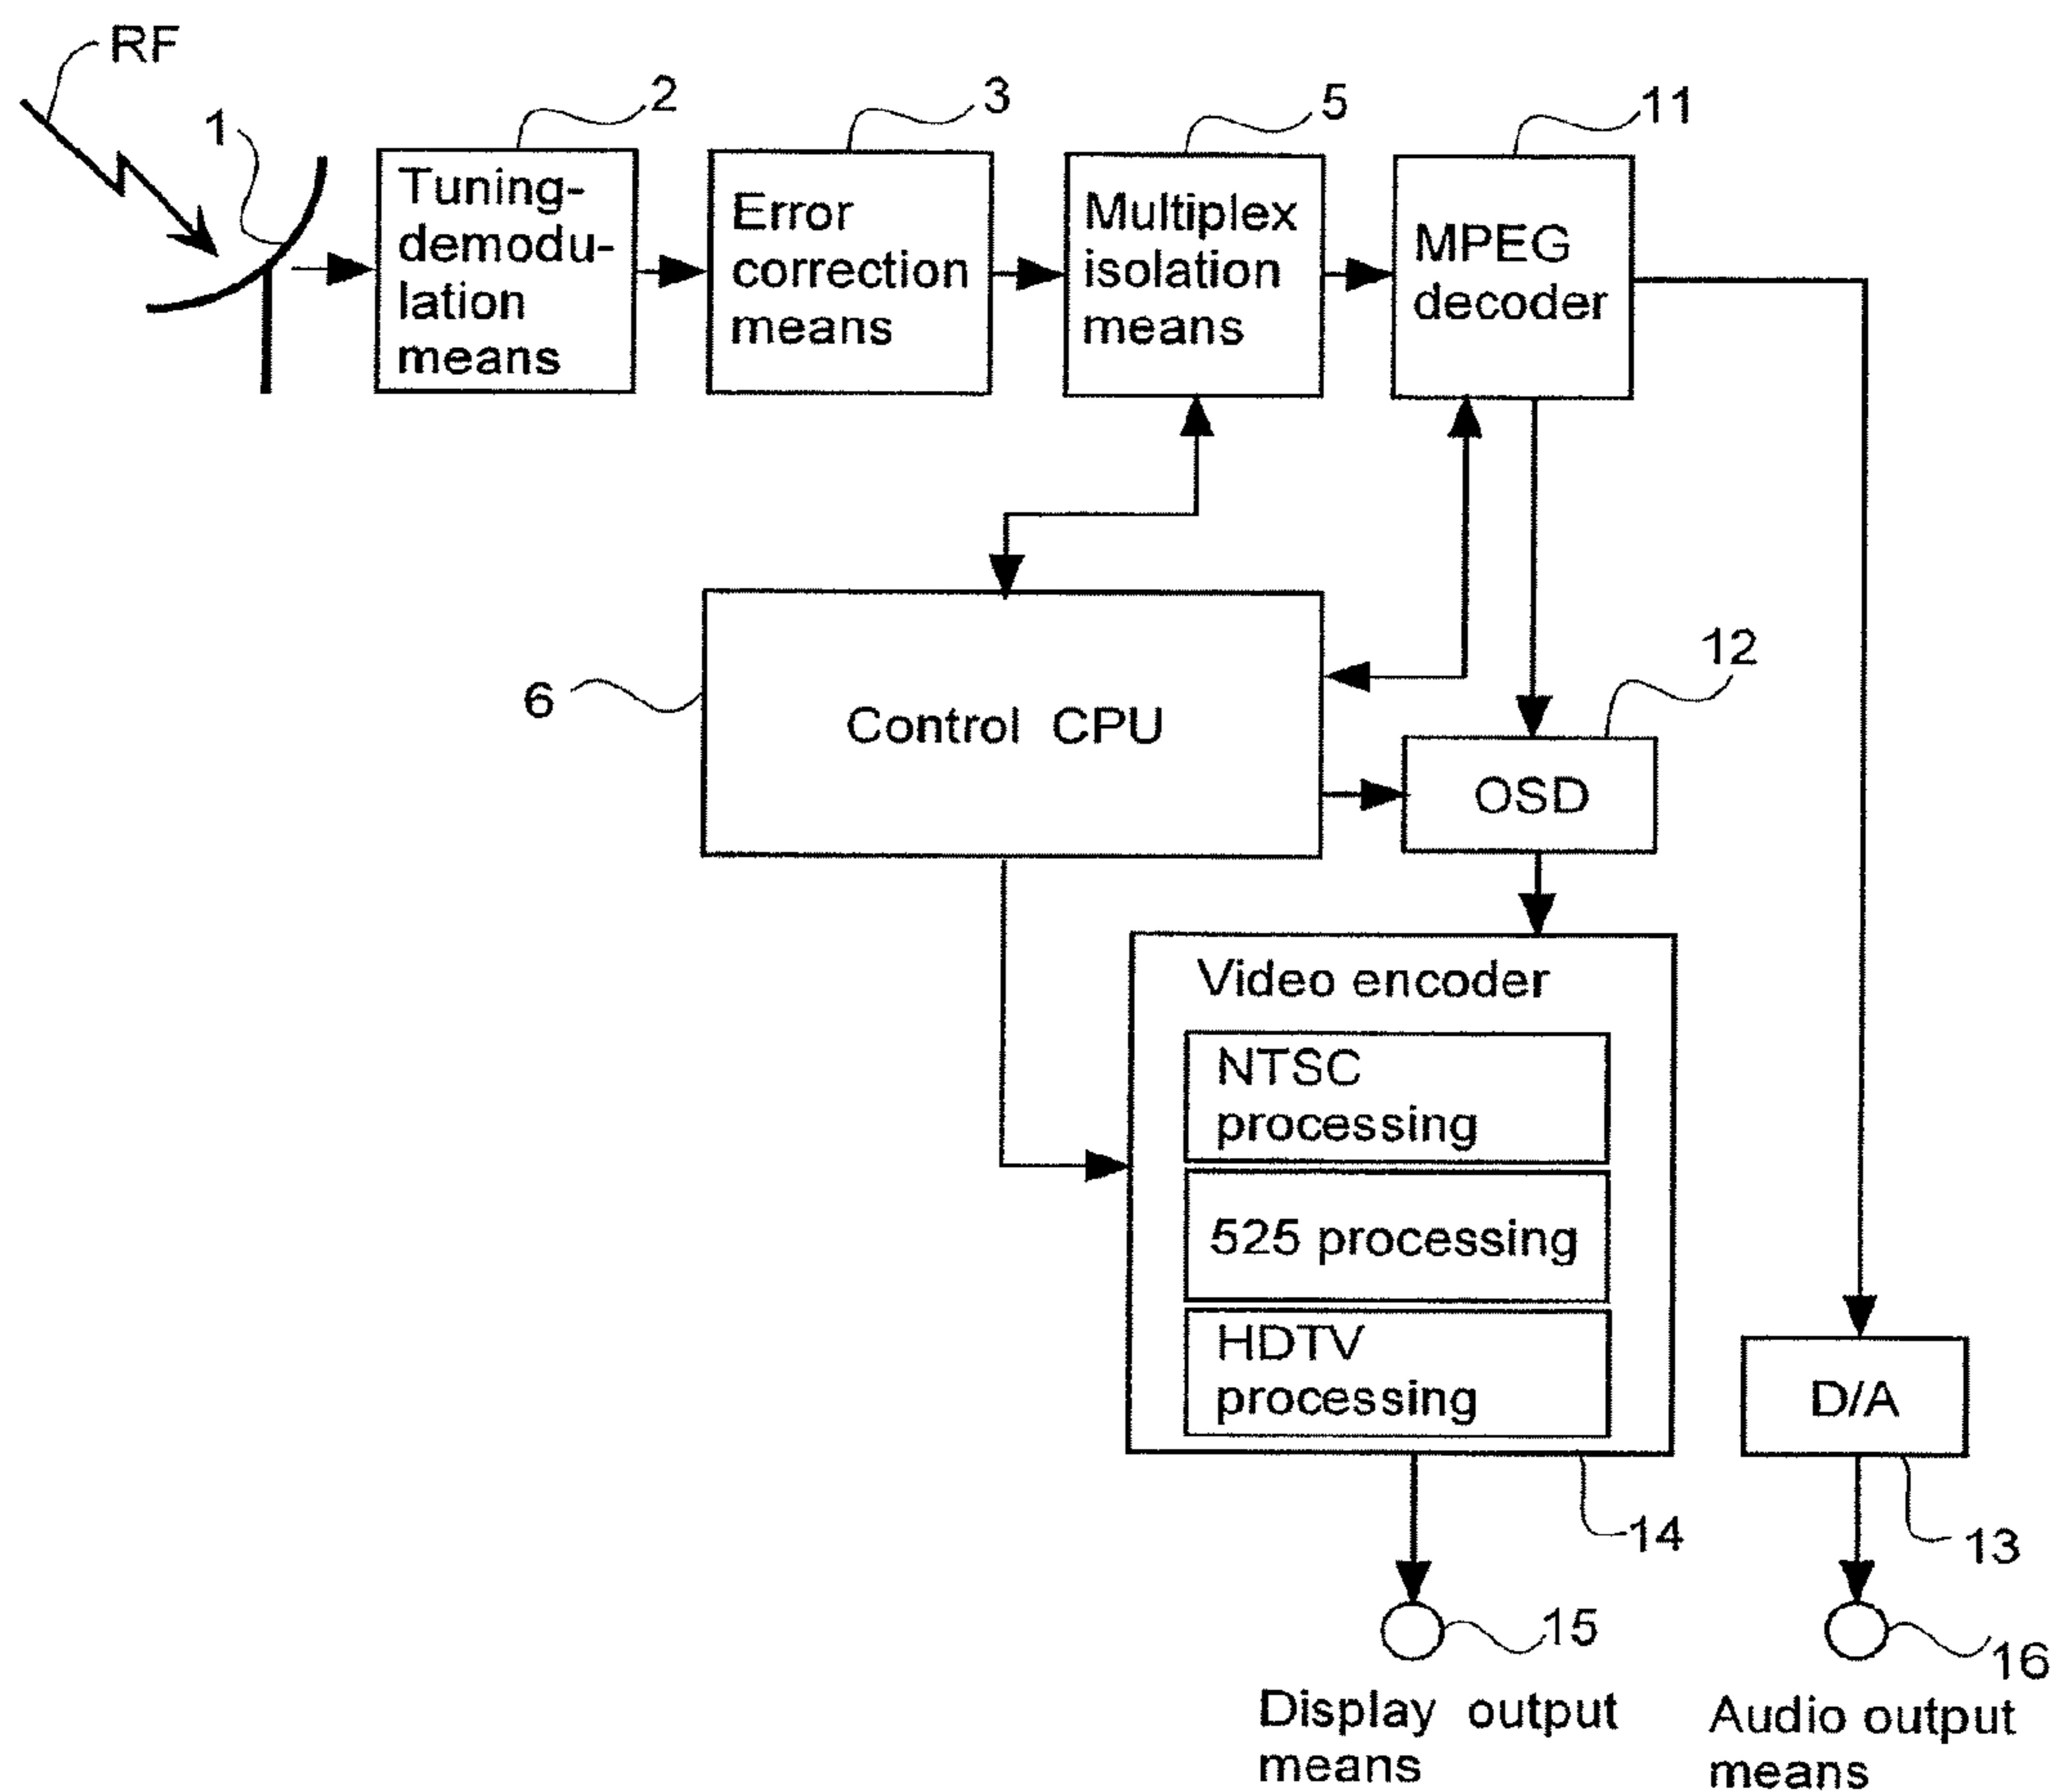 RF
1
2
3
5
11
Tuning-
demodu-
lation
means
Error
correction
means
Multiplex
isolation
means
MPEG
decoder
6
Control CPU
12
OSD
Video encoder
NTSC
processing
525 processing
HDTV
processing
D/A
14
13
15
16
Display output
means
Audio output
means